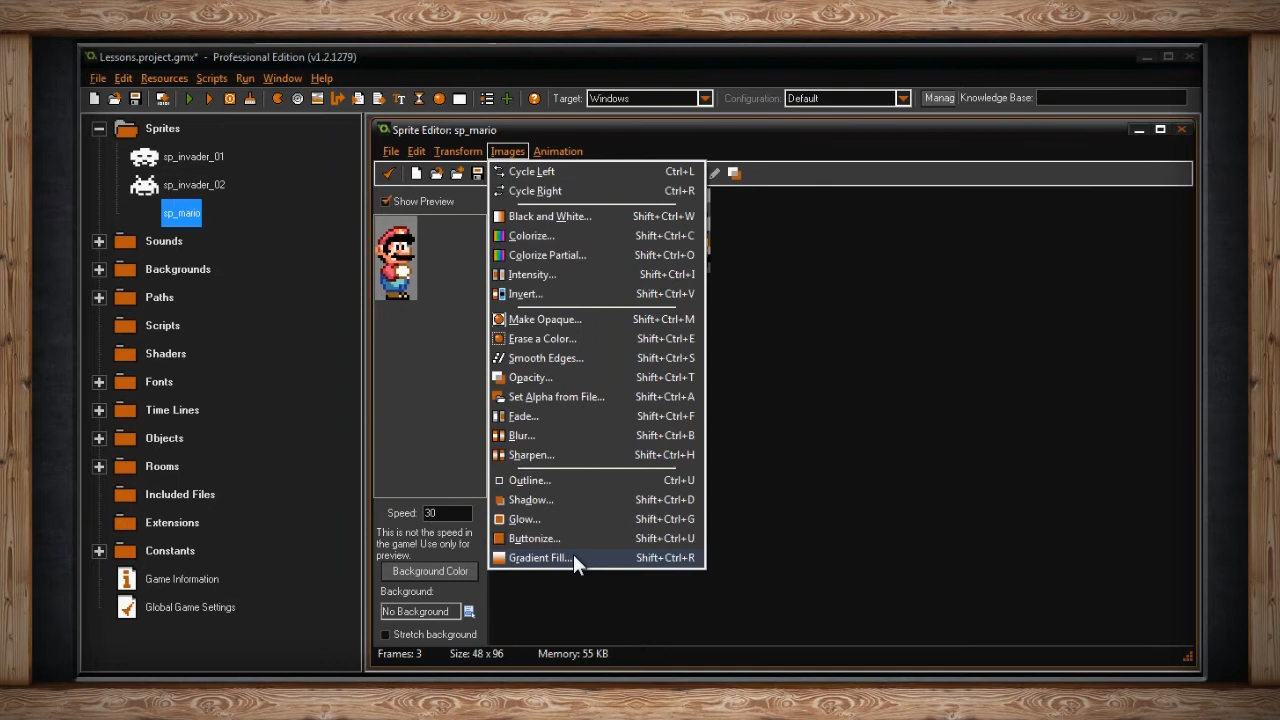 Lessons.project.gmx* - Professional Edition (v1.2.1279)
File Edit Resources Scripts Run Window Help
Target: Windows Configuration: Default Manag Knowledge Base:
Sprites
sp_invader_01
sp_invader_02
sp_mario
Sounds
Backgrounds
Paths
Scripts
Shaders
Fonts
Time Lines
Objects
Rooms
Included Files
Extensions
Constants
Game Information
Global Game Settings
Sprite Editor: sp_mario
File Edit Transform Images Animation
Show Preview
Cycle Left Ctrl+L
Cycle Right Ctrl+R
Black and White... Shift+Ctrl+W
Colorize... Shift+Ctrl+C
Colorize Partial... Shift+Ctrl+O
Intensity... Shift+Ctrl+I
Invert... Shift+Ctrl+V
Make Opaque... Shift+Ctrl+M
Erase a Color... Shift+Ctrl+E
Smooth Edges... Shift+Ctrl+S
Opacity... Shift+Ctrl+T
Set Alpha from File... Shift+Ctrl+A
Fade... Shift+Ctrl+F
Blur... Shift+Ctrl+B
Sharpen... Shift+Ctrl+H
Outline... Ctrl+U
Shadow... Shift+Ctrl+D
Glow... Shift+Ctrl+G
Buttonize... Shift+Ctrl+U
Gradient Fill... Shift+Ctrl+R
Speed: 30
This is not the speed in
the game! Use only for
preview.
Background Color
Background:
No Background
Stretch background
Frames: 3 Size: 48 x 96 Memory: 55 KB